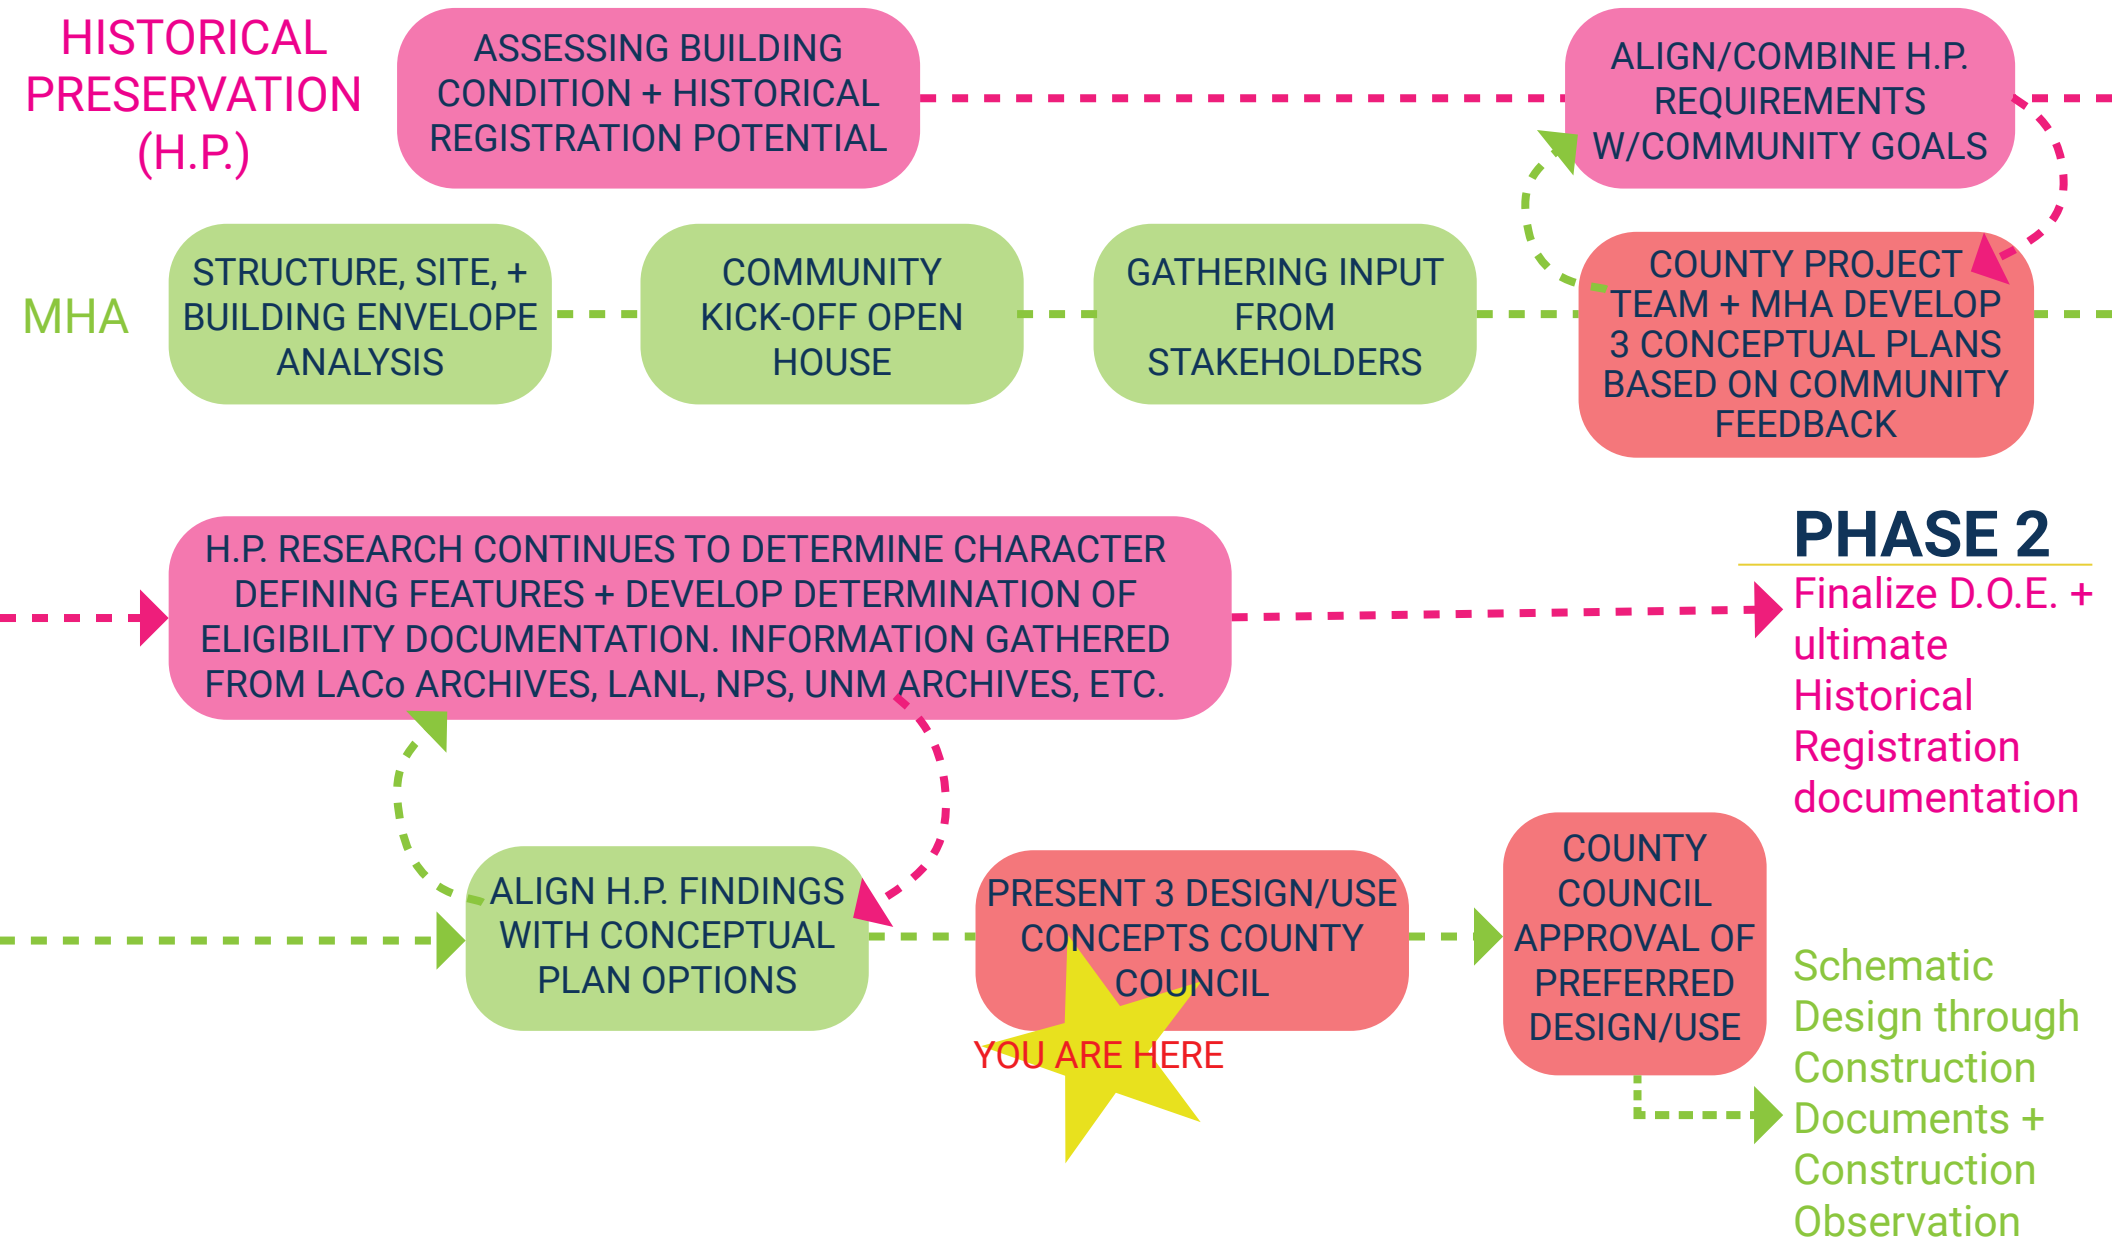 HISTORICAL
PRESERVATION
(H.P.)
ASSESSING BUILDING
CONDITION + HISTORICAL
REGISTRATION POTENTIAL
ALIGN/COMBINE H.P.
REQUIREMENTS
W/COMMUNITY GOALS
MHA
STRUCTURE, SITE, +
BUILDING ENVELOPE
ANALYSIS
COMMUNITY
KICK-OFF OPEN
HOUSE
GATHERING INPUT
FROM
STAKEHOLDERS
COUNTY PROJECT
TEAM + MHA DEVELOP
3 CONCEPTUAL PLANS
BASED ON COMMUNITY
FEEDBACK
H.P. RESEARCH CONTINUES TO DETERMINE CHARACTER
DEFINING FEATURES + DEVELOP DETERMINATION OF
ELIGIBILITY DOCUMENTATION. INFORMATION GATHERED
FROM LACo ARCHIVES, LANL, NPS, UNM ARCHIVES, ETC.
PHASE 2
Finalize D.O.E. +
ultimate
Historical
Registration
documentation
ALIGN H.P. FINDINGS
WITH CONCEPTUAL
PLAN OPTIONS
PRESENT 3 DESIGN/USE
CONCEPTS COUNTY
COUNCIL
YOU ARE HERE
COUNTY
COUNCIL
APPROVAL OF
PREFERRED
DESIGN/USE
Schematic
Design through
Construction
Documents +
Construction
Observation